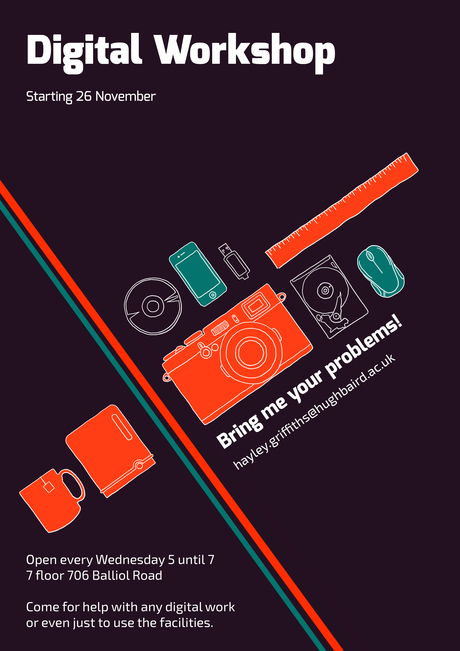 Digital Workshop
Starting 26 November
Bring me your problems!
hayley.griffiths@hughbaird.ac.uk
Open every Wednesday 5 until 7
7 floor 706 Balliol Road
Come for help with any digital work
or even just to use the facilities.